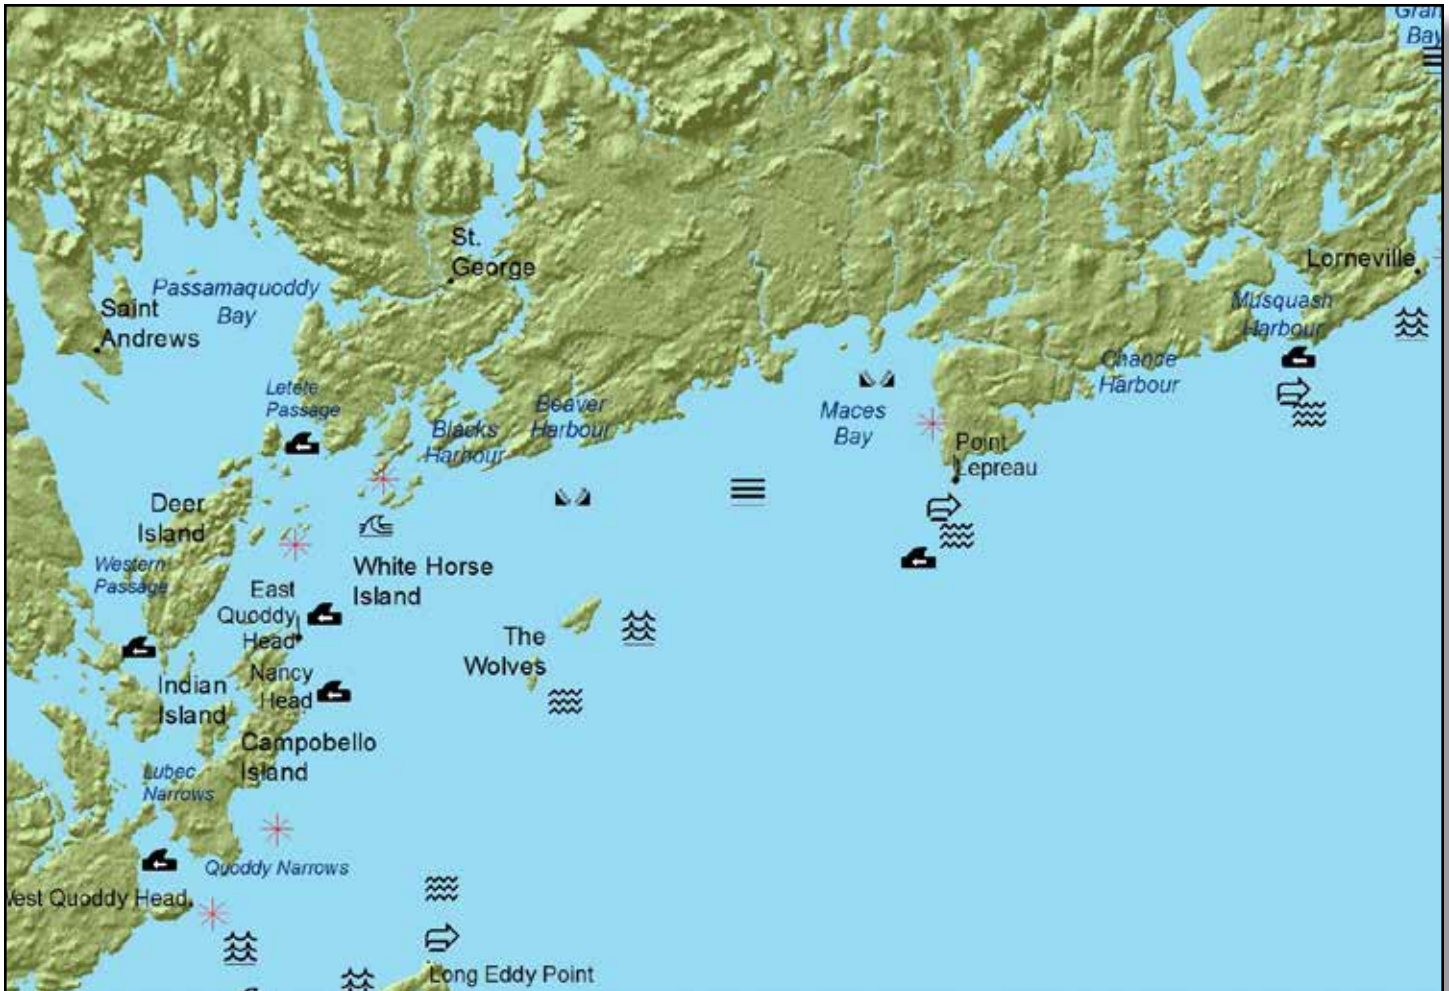 Gran
Bay
St.
George
Lorneville
Passamaquoddy
Bay
Saint
Andrews
Musquash
Harbour
Letete
Passage
Chance
Harbour
Beaver
Harbour
Maces
Bay
Blacks
Harbour
Point
Lepreau
Deer
Island
Western
Passage
White Horse
Island
East
Quoddy
Head
The
Wolves
Nancy
Head
Indian
Island
Campobello
Island
Lubec
Narrows
Quoddy Narrows
West Quoddy Head
Long Eddy Point